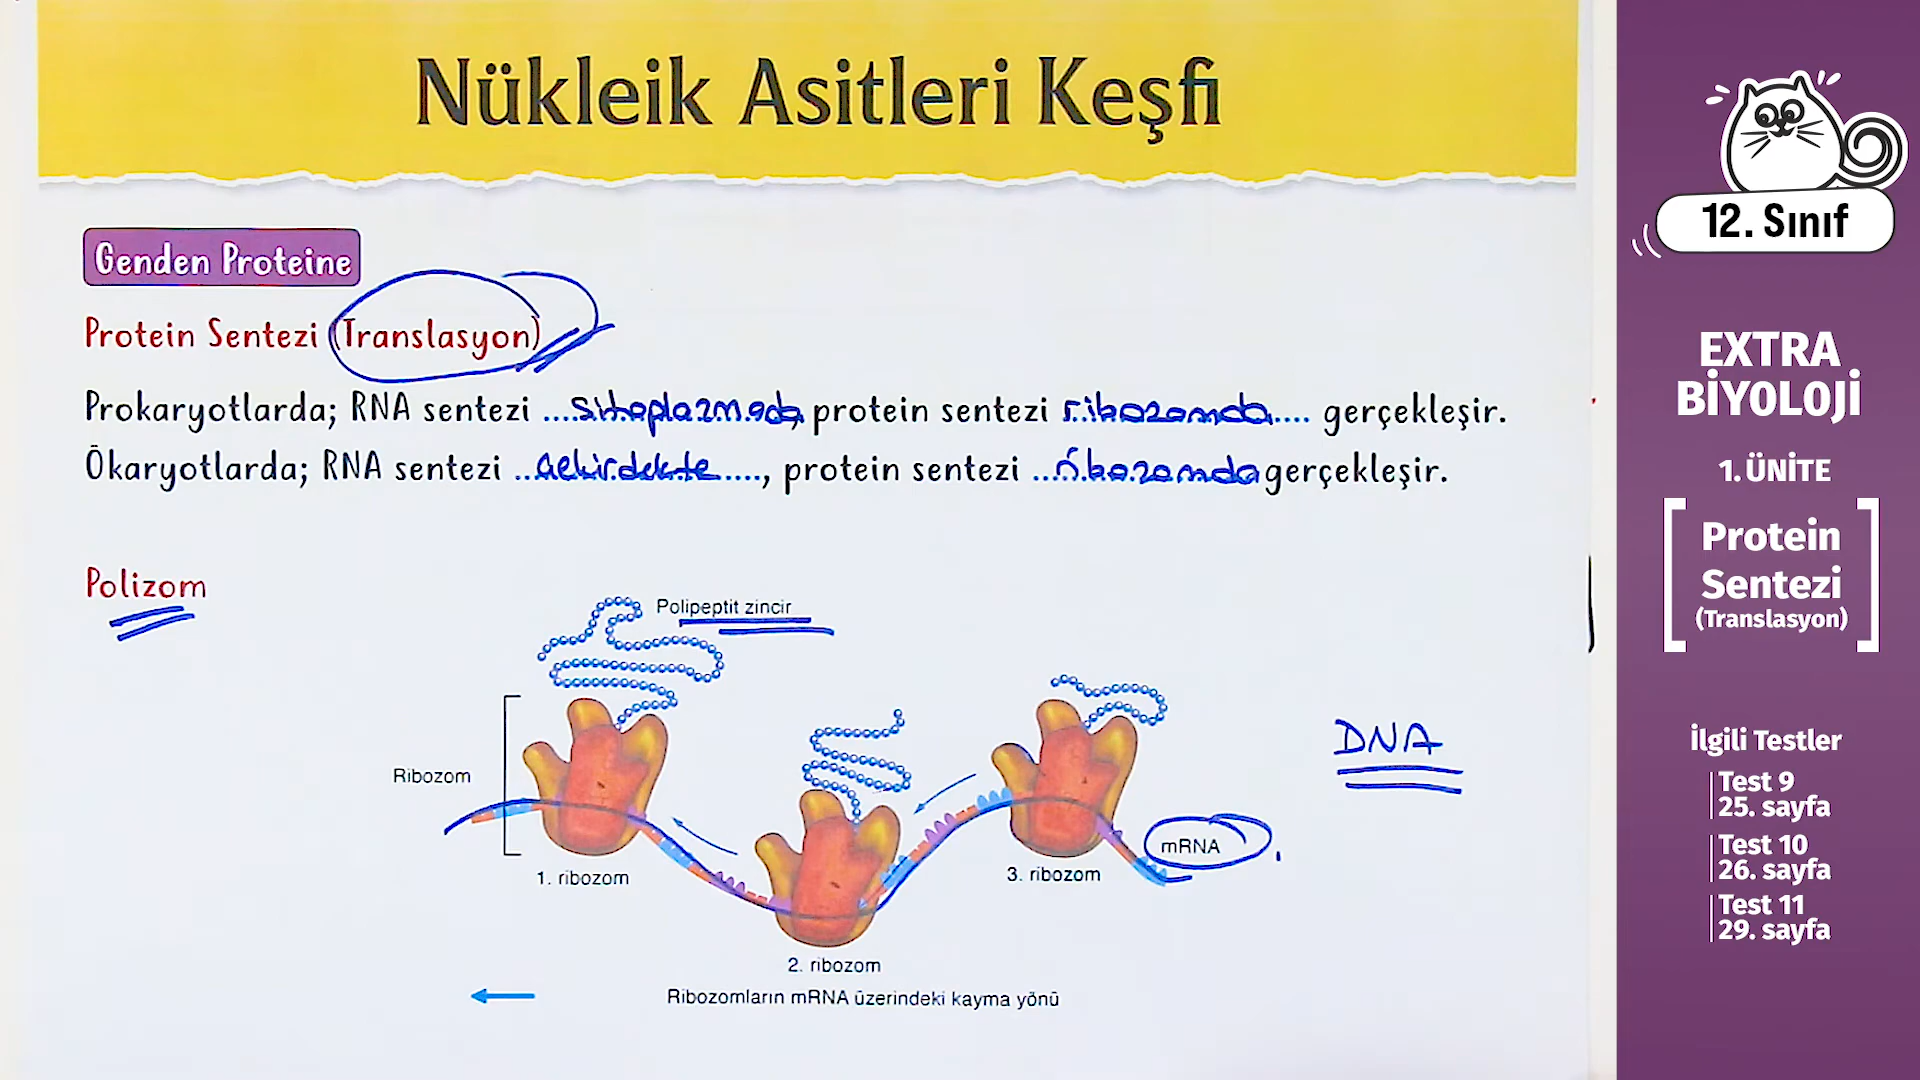 Nükleik Asitleri Keşfi
Genden Proteine
Protein Sentezi (Translasyon)
Prokaryotlarda; RNA sentezi ...sitoplazmada, protein sentezi ribozomda.... gerçekleşir.
Ökaryotlarda; RNA sentezi ...çekirdekte....., protein sentezi ...ribozomda gerçekleşir.
Polizom
Polipeptit zincir
Ribozom
DNA
mRNA
1. ribozom
3. ribozom
2. ribozom
Ribozomların mRNA üzerindeki kayma yönü
12. Sınıf
EXTRA
BİYOLOJİ
1. ÜNİTE
Protein
Sentezi
(Translasyon)
İlgili Testler
Test 9
25. sayfa
Test 10
26. sayfa
Test 11
29. sayfa